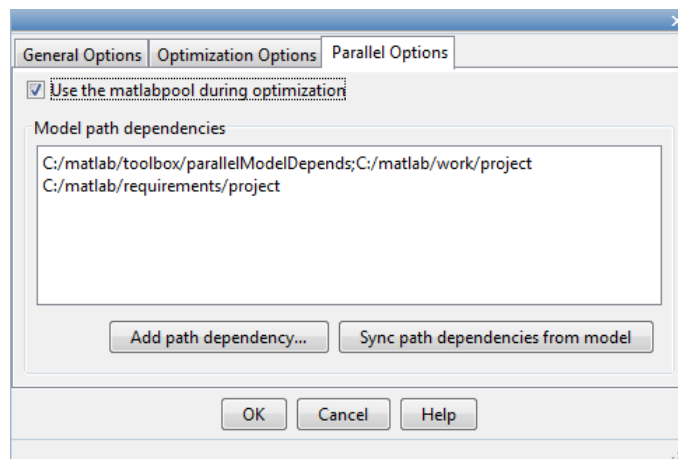 General Options Optimization Options Parallel Options
Use the matlabpool during optimization
Model path dependencies
C:/matlab/toolbox/parallelModelDepends;C:/matlab/work/project
C:/matlab/requirements/project
Add path dependency... Sync path dependencies from model
OK Cancel Help